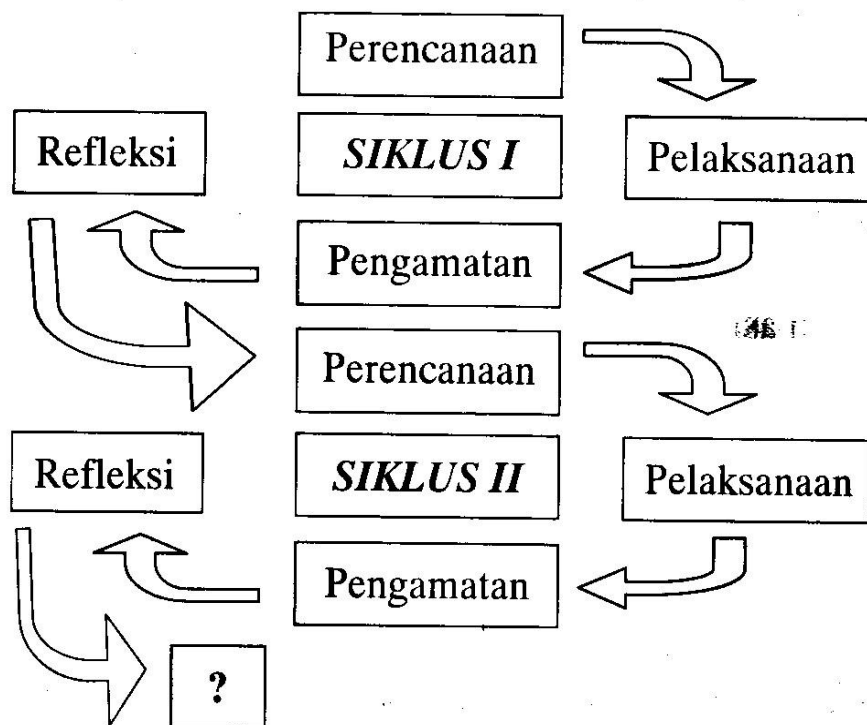 Perencanaan
Refleksi
SIKLUS I
Pelaksanaan
Pengamatan
Perencanaan
Refleksi
SIKLUS II
Pelaksanaan
Pengamatan
?